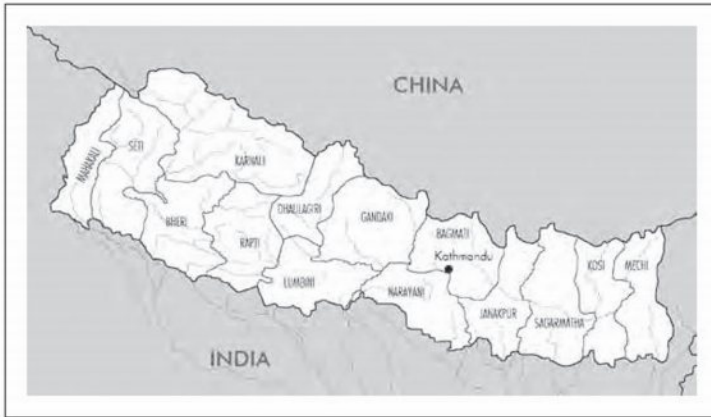 CHINA
MAHAKALI
SETI
KARNALI
BHERI
RAPTI
DHAULAGIRI
GANDAKI
BAGMATI
Kathmandu
KOSI
MECHI
LUMBINI
NARAYANI
JANAKPUR
SAGARMATHA
INDIA